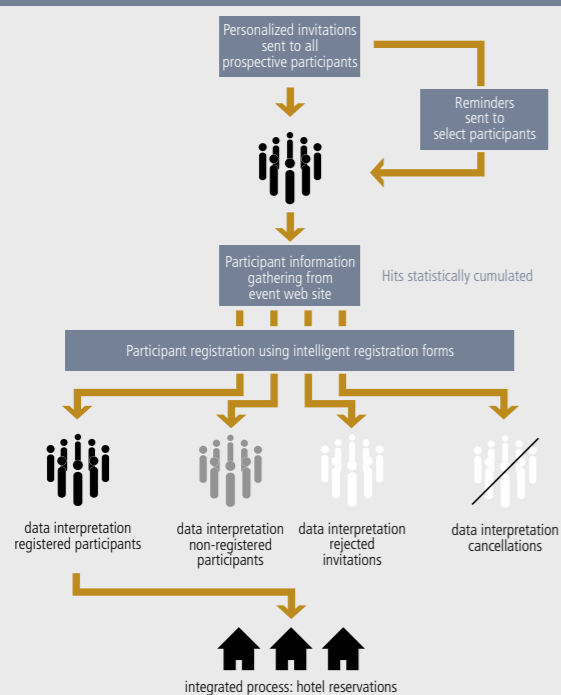 Personalized invitations
sent to all
prospective participants
Reminders
sent to
select participants
Participant information
gathering from
event web site
Hits statistically cumulated
Participant registration using intelligent registration forms
data interpretation
registered participants
data interpretation
non-registered
participants
data interpretation
rejected
invitations
data interpretation
cancellations
integrated process: hotel reservations